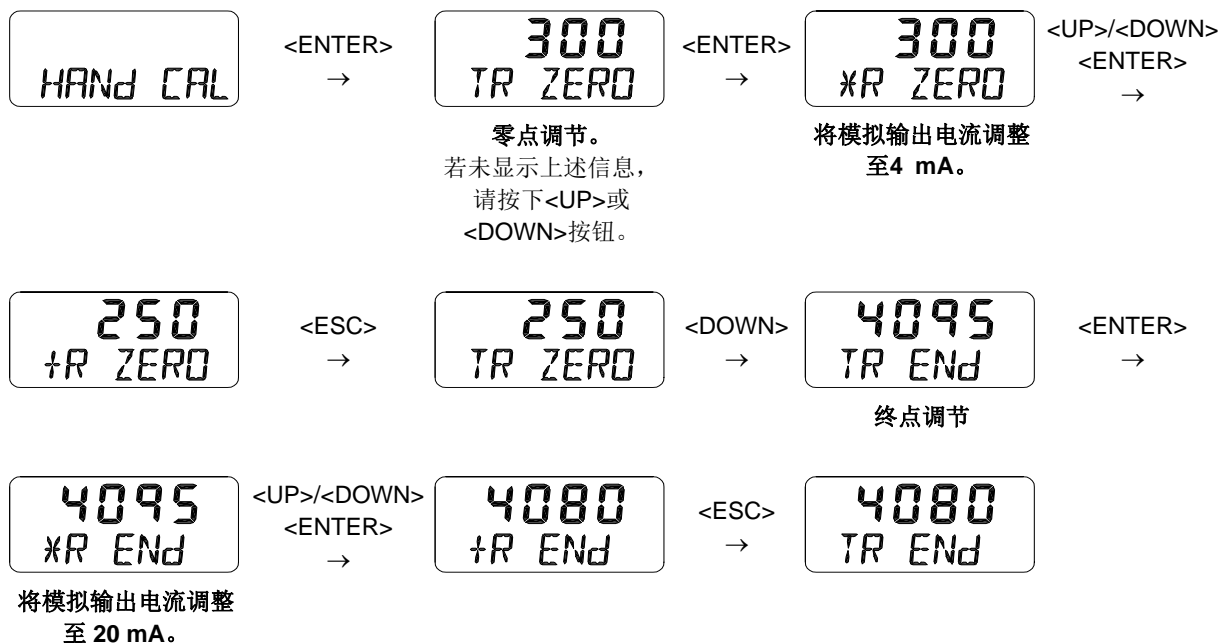 HANd CAL
<ENTER>
→
300
TR ZERO
<ENTER>
→
300
*R ZERO
<UP>/<DOWN>
<ENTER>
→
零点调节。
若未显示上述信息，
请按下<UP>或
<DOWN>按钮。
将模拟输出电流调整
至4 mA。
250
+R ZERO
<ESC>
→
250
TR ZERO
<DOWN>
→
4095
TR ENd
<ENTER>
→
终点调节
4095
*R ENd
<UP>/<DOWN>
<ENTER>
→
4080
+R ENd
<ESC>
→
4080
TR ENd
将模拟输出电流调整
至 20 mA。